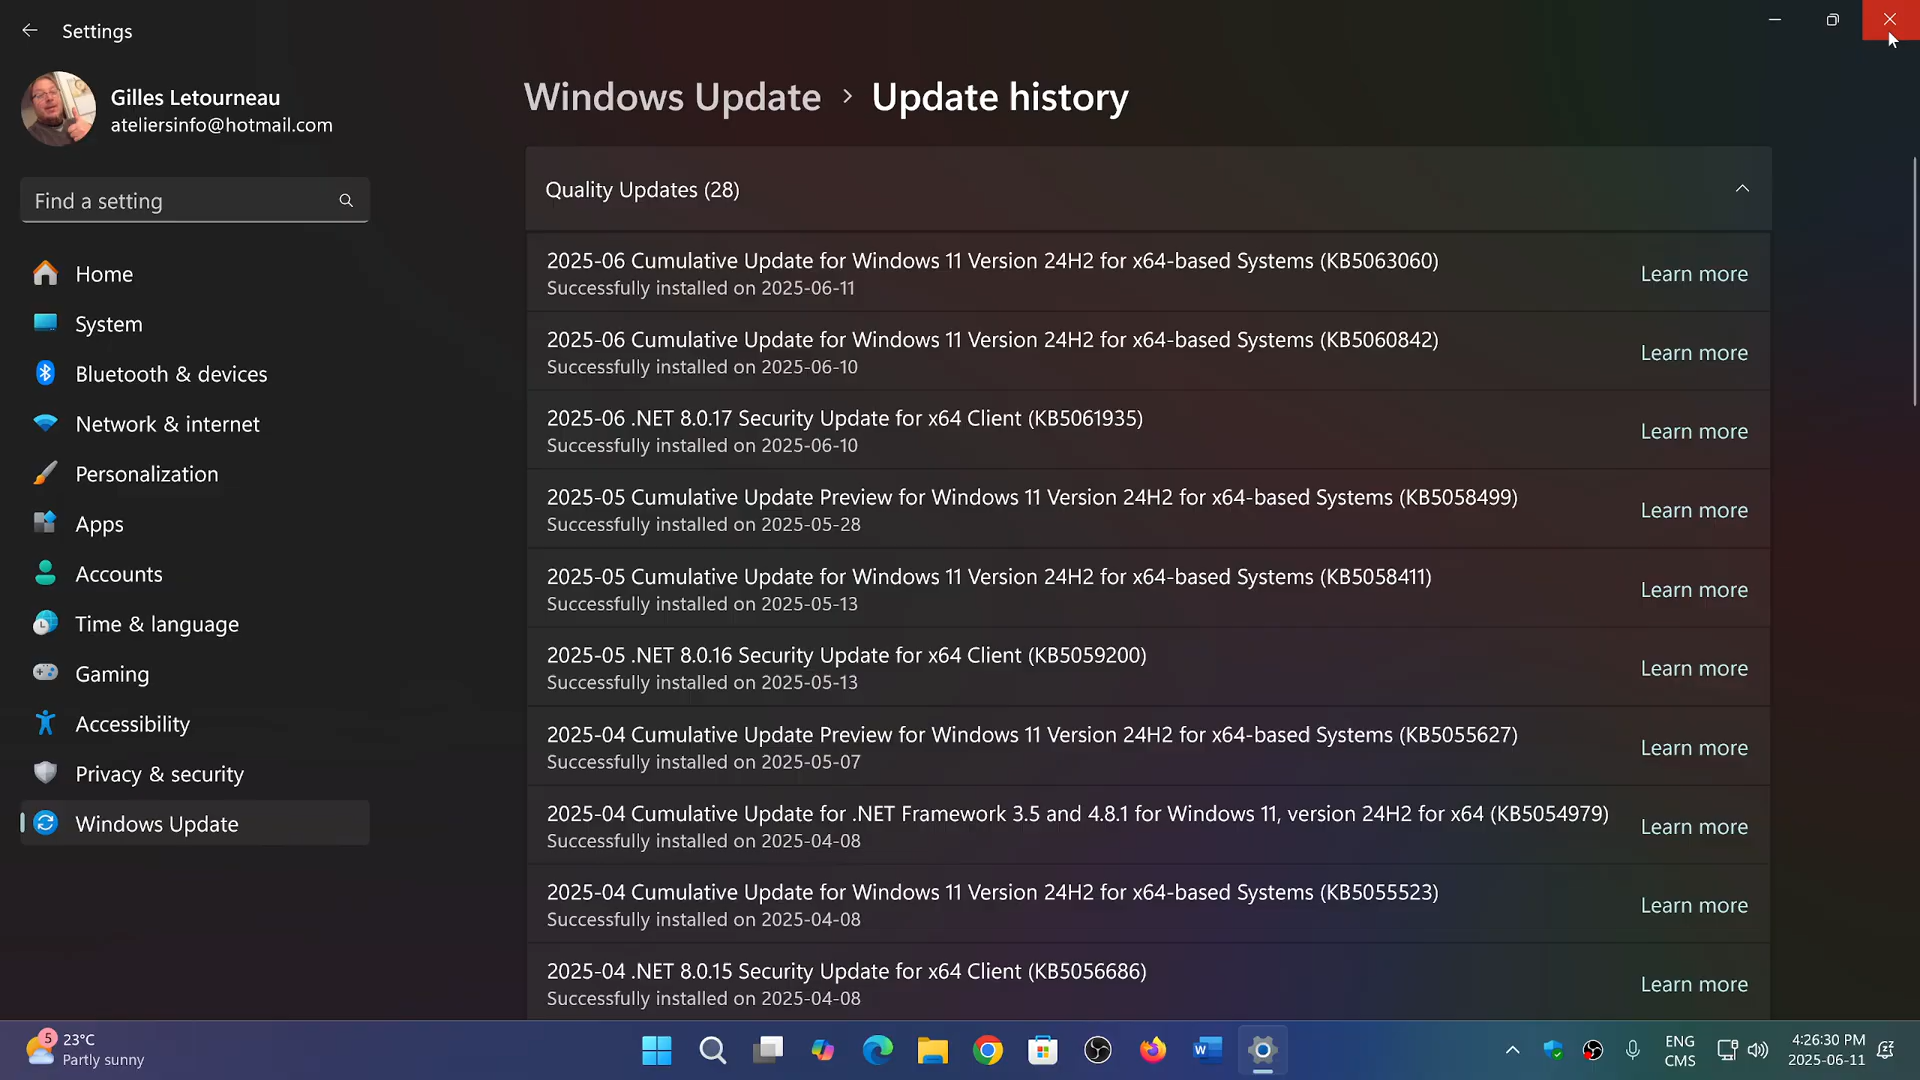 Settings
Gilles Letourneau
ateliersinfo@hotmail.com
Find a setting
Home
System
Bluetooth & devices
Network & internet
Personalization
Apps
Accounts
Time & language
Gaming
Accessibility
Privacy & security
Windows Update
Windows Update > Update history
Quality Updates (28)
2025-06 Cumulative Update for Windows 11 Version 24H2 for x64-based Systems (KB5063060)
Successfully installed on 2025-06-11
Learn more
2025-06 Cumulative Update for Windows 11 Version 24H2 for x64-based Systems (KB5060842)
Successfully installed on 2025-06-10
Learn more
2025-06 .NET 8.0.17 Security Update for x64 Client (KB5061935)
Successfully installed on 2025-06-10
Learn more
2025-05 Cumulative Update Preview for Windows 11 Version 24H2 for x64-based Systems (KB5058499)
Successfully installed on 2025-05-28
Learn more
2025-05 Cumulative Update for Windows 11 Version 24H2 for x64-based Systems (KB5058411)
Successfully installed on 2025-05-13
Learn more
2025-05 .NET 8.0.16 Security Update for x64 Client (KB5059200)
Successfully installed on 2025-05-13
Learn more
2025-04 Cumulative Update Preview for Windows 11 Version 24H2 for x64-based Systems (KB5055627)
Successfully installed on 2025-05-07
Learn more
2025-04 Cumulative Update for .NET Framework 3.5 and 4.8.1 for Windows 11, version 24H2 for x64 (KB5054979)
Successfully installed on 2025-04-08
Learn more
2025-04 Cumulative Update for Windows 11 Version 24H2 for x64-based Systems (KB5055523)
Successfully installed on 2025-04-08
Learn more
2025-04 .NET 8.0.15 Security Update for x64 Client (KB5056686)
Successfully installed on 2025-04-08
Learn more
5
23°C
Partly sunny
W
ENG
CMS
4:26:30 PM
2025-06-11